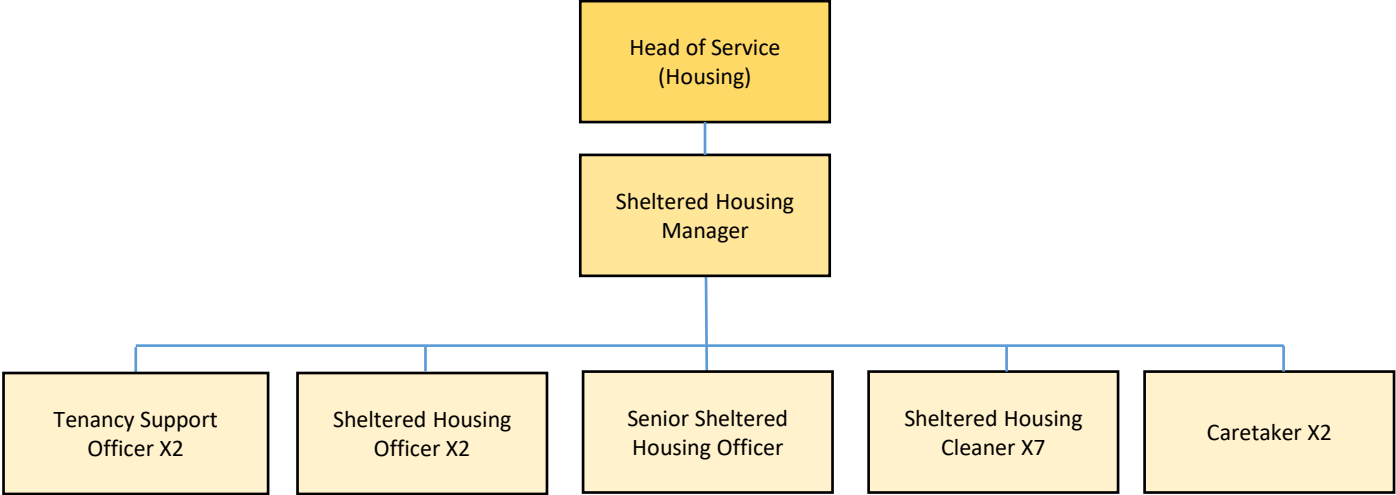 Head of Service
(Housing)
Sheltered Housing
Manager
Tenancy Support
Officer X2
Sheltered Housing
Officer X2
Senior Sheltered
Housing Officer
Sheltered Housing
Cleaner X7
Caretaker X2